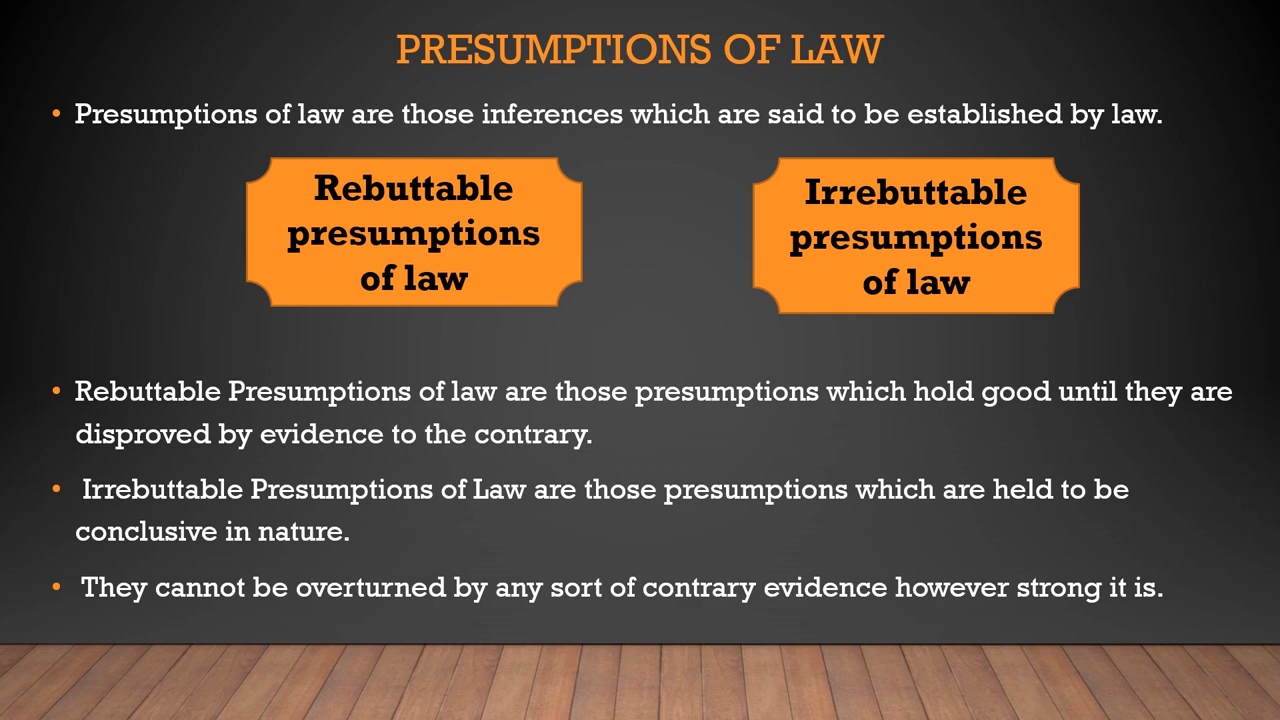 PRESUMPTIONS OF LAW
• Presumptions of law are those inferences which are said to be established by law.
Rebuttable
presumptions
of law
Irrebuttable
presumptions
of law
• Rebuttable Presumptions of law are those presumptions which hold good until they are
disproved by evidence to the contrary.
• Irrebuttable Presumptions of Law are those presumptions which are held to be
conclusive in nature.
• They cannot be overturned by any sort of contrary evidence however strong it is.